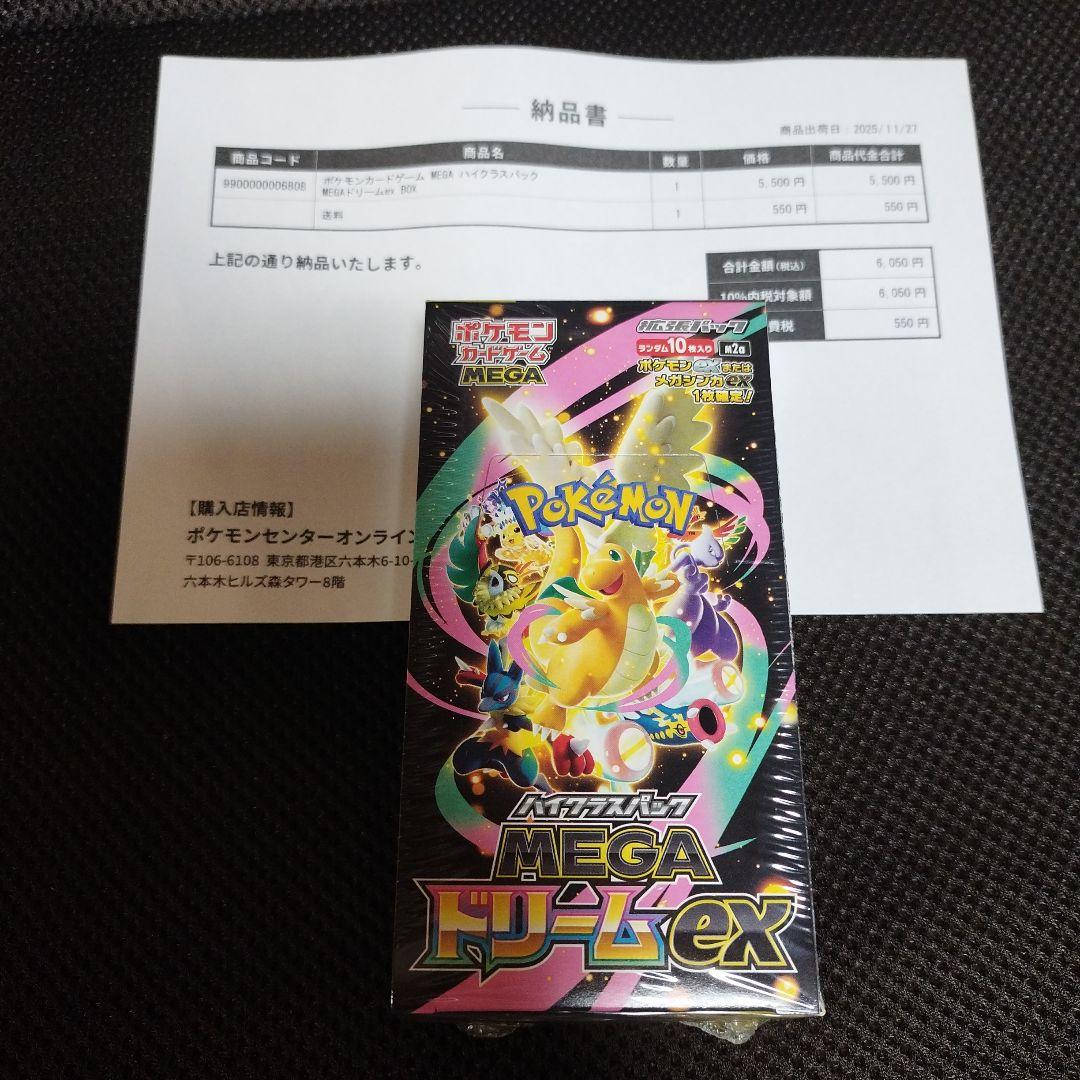 納品書
商品出荷日：2025/11/27
商品コード 商品名 数量 価格 商品代金合計
9900000006808 ポケモンカードゲーム MEGA ハイクラスパック 1 5,500 円 5,500 円
MEGAドリームex BOX
送料 1 550 円 550 円
上記の通り納品いたします。
合計金額(税込) 6,050 円
10%内税対象額 6,050 円
費税 550 円
【購入店情報】
ポケモンセンターオンライン
〒106-6108 東京都港区六本木6-10-
六本木ヒルズ森タワー8階
ポケモン
カードゲーム
MEGA
拡張パック
ランダム10枚入り M2a
ポケモンexまたは
メガシンカex
1枚確定!
POKéMON
ハイクラスパック
MEGA
ドリームex